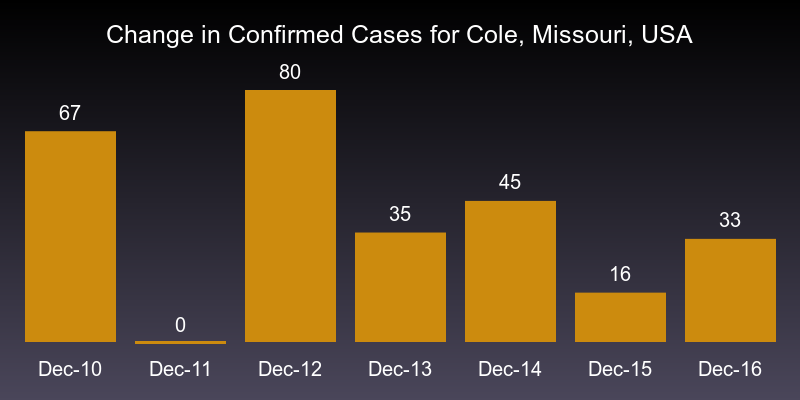 Change in Confirmed Cases for Cole, Missouri, USA
67
0
80
35
45
16
33
Dec-10
Dec-11
Dec-12
Dec-13
Dec-14
Dec-15
Dec-16